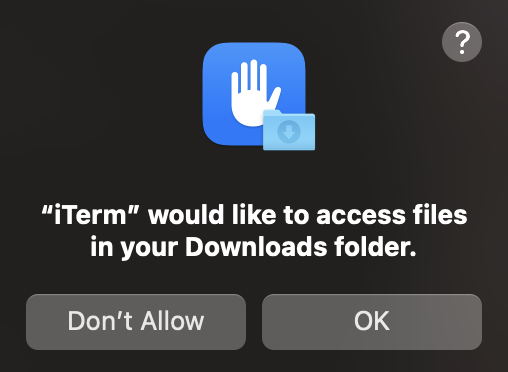 ?
“iTerm” would like to access files
in your Downloads folder.
Don’t Allow
OK